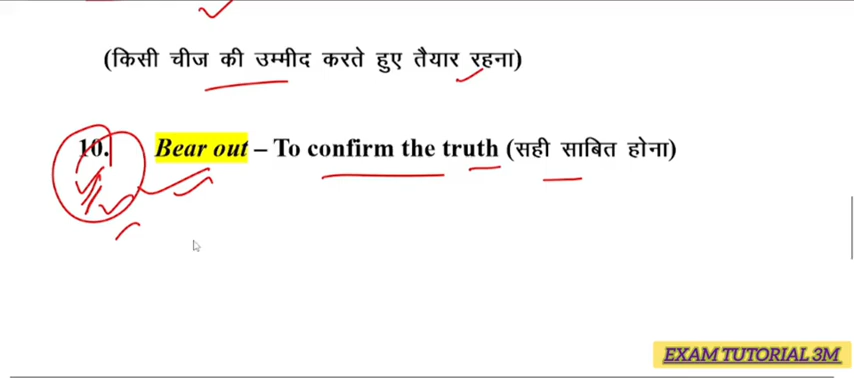 (किसी चीज की उम्मीद करते हुए तैयार रहना)
10. Bear out – To confirm the truth (सही साबित होना)
EXAM TUTORIAL 3M